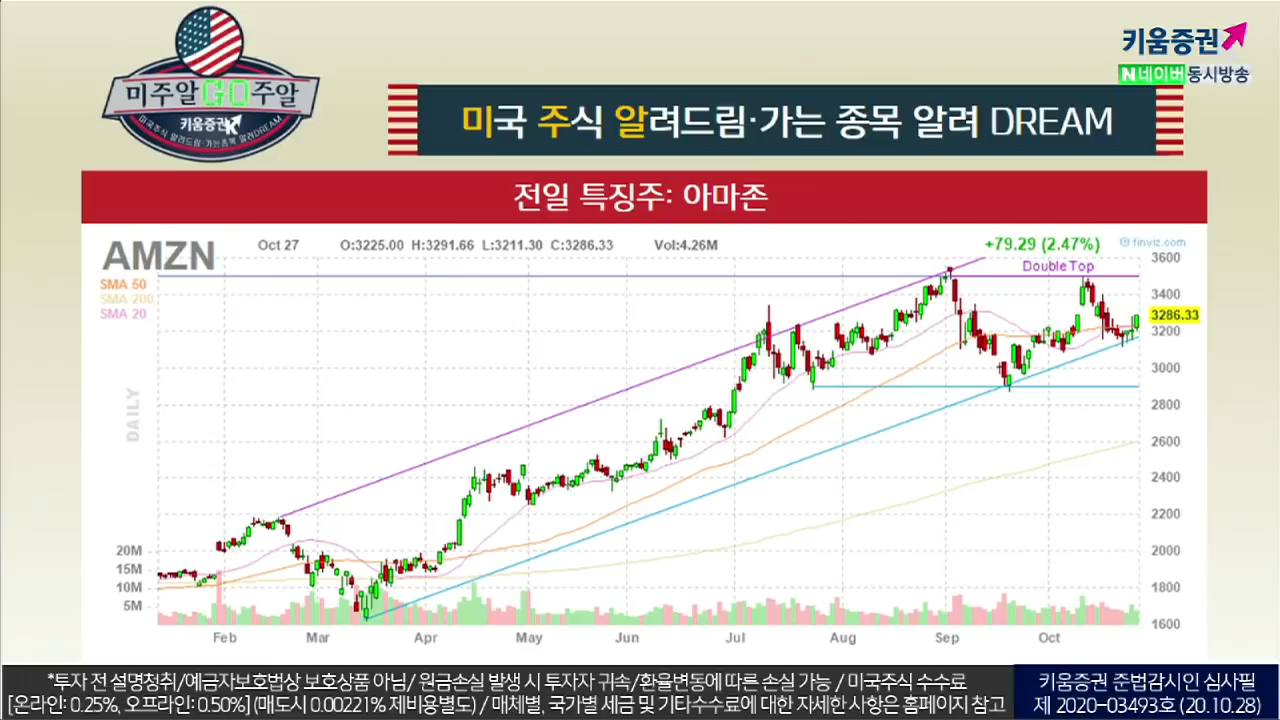 미주알GO주알
키움증권
미국주식 알려드림·가는종목 알려DREAM
미국 주식 알려드림·가는 종목 알려 DREAM
키움증권
N 네이버 동시방송
전일 특징주: 아마존
AMZN Oct 27 O:3225.00 H:3291.66 L:3211.30 C:3286.33 Vol:4.26M +79.29 (2.47%) © finviz.com
SMA 50
SMA 200
SMA 20
Double Top
DAILY
3600
3400
3286.33
3200
3000
2800
2600
2400
2200
2000
1800
1600
20M
15M
10M
5M
Feb Mar Apr May Jun Jul Aug Sep Oct
*투자 전 설명청취/예금자보호법상 보호상품 아님/ 원금손실 발생 시 투자자 귀속/환율변동에 따른 손실 가능 / 미국주식 수수료
[온라인: 0.25%, 오프라인: 0.50%] (매도시 0.00221% 제비용별도) / 매체별, 국가별 세금 및 기타수수료에 대한 자세한 사항은 홈페이지 참고
키움증권 준법감시인 심사필
제 2020-03493호 (20.10.28)